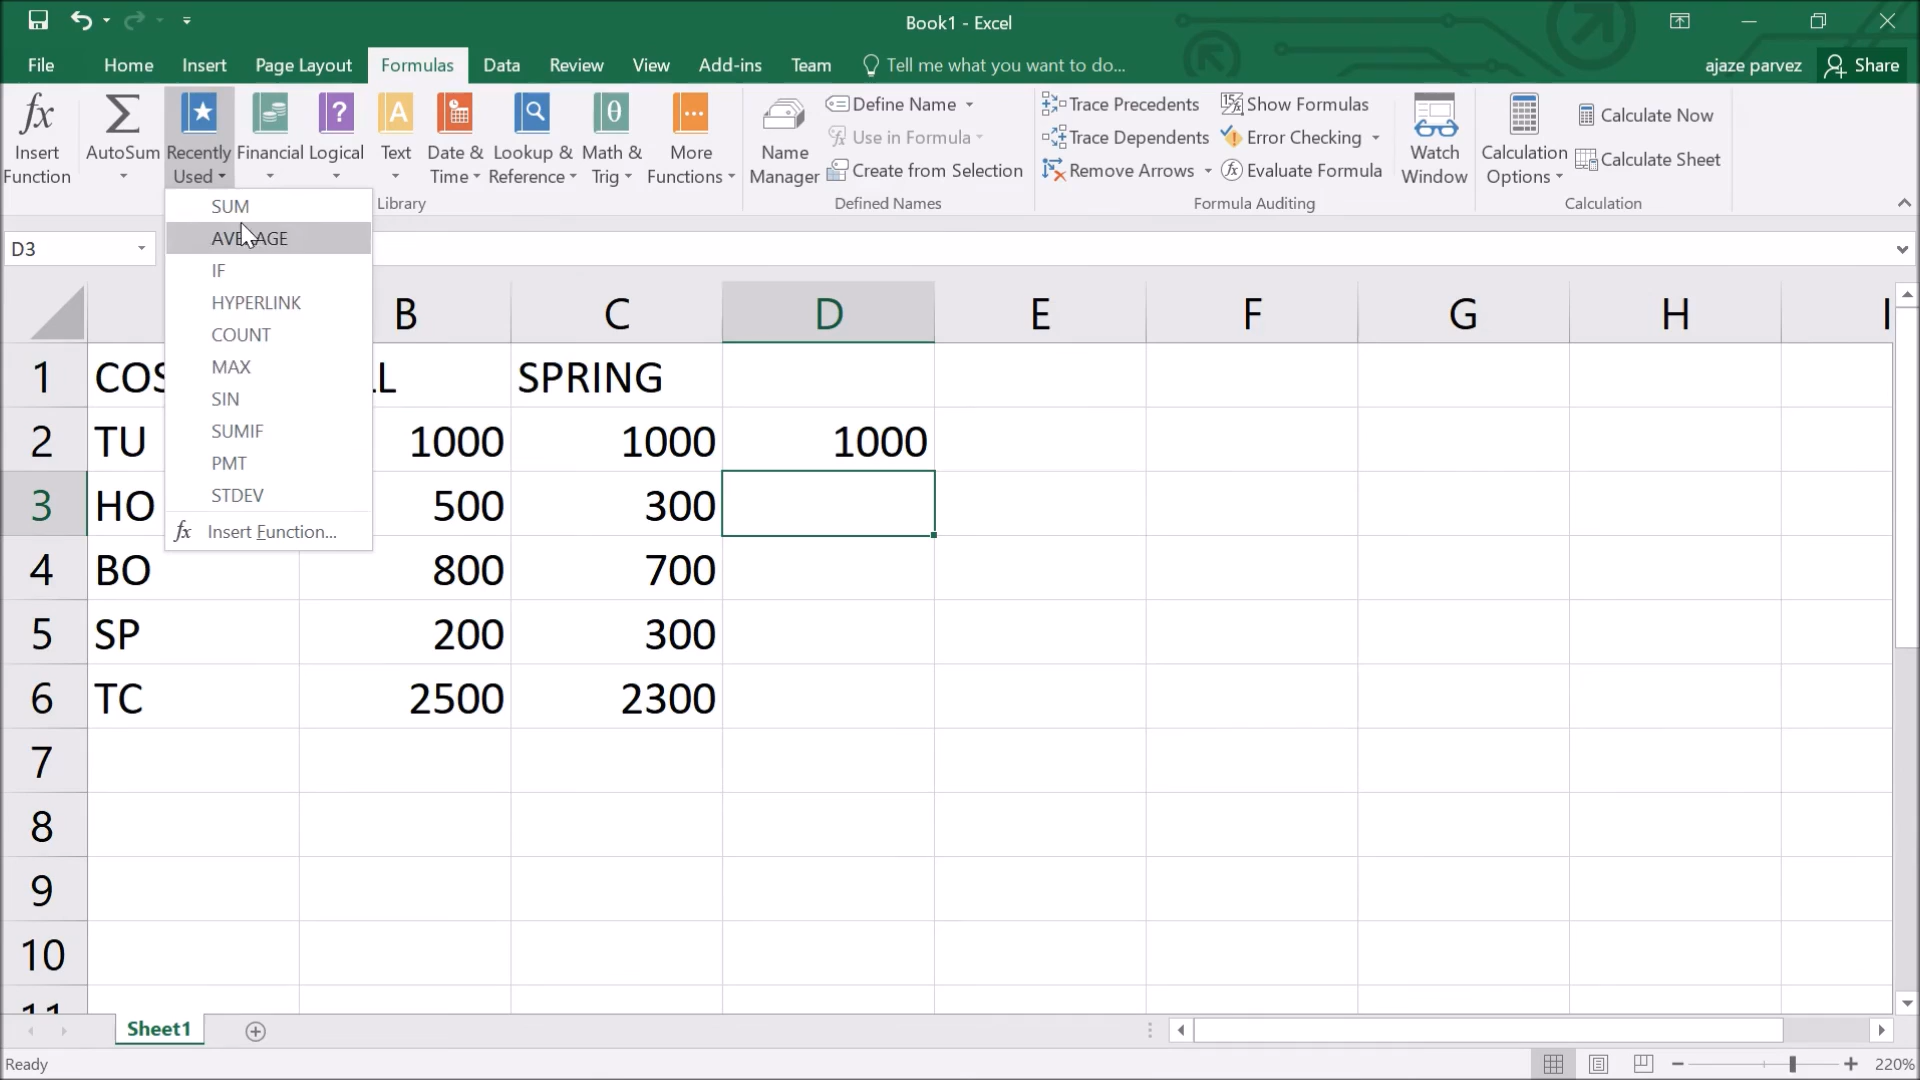 Book1 - Excel
File Home Insert Page Layout Formulas Data Review View Add-ins Team Tell me what you want to do... ajaze parvez Share
fx
Insert Function
AutoSum
Recently Used
Financial
Logical
Text
Date & Time
Lookup & Reference
Math & Trig
More Functions
Library
Name Manager
Define Name
Use in Formula
Create from Selection
Defined Names
Trace Precedents
Trace Dependents
Remove Arrows
Show Formulas
Error Checking
Evaluate Formula
Formula Auditing
Watch Window
Calculation Options
Calculate Now
Calculate Sheet
Calculation
SUM
AVERAGE
IF
HYPERLINK
COUNT
MAX
SIN
SUMIF
PMT
STDEV
fx Insert Function...
D3
B C D E F G H I
1 COS LL SPRING
2 TU 1000 1000 1000
3 HO 500 300
4 BO 800 700
5 SP 200 300
6 TC 2500 2300
7
8
9
10
11
Sheet1
Ready
220%